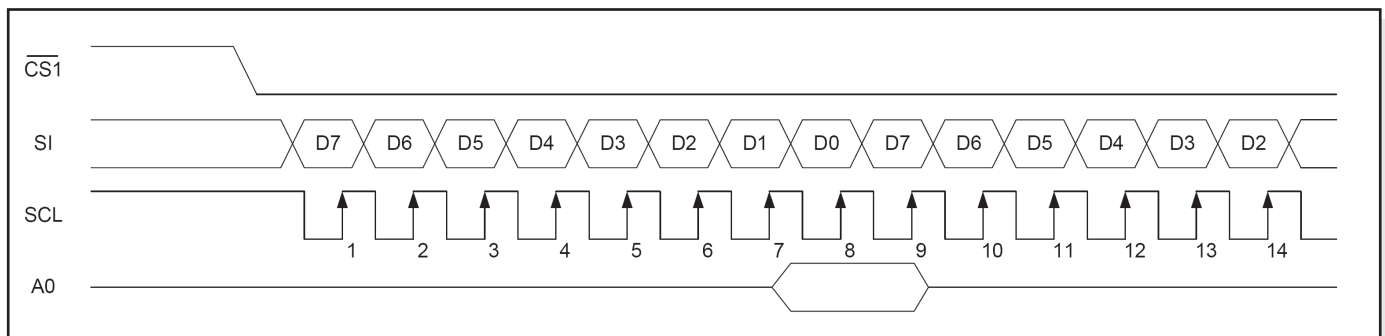 CS1
SI D7 D6 D5 D4 D3 D2 D1 D0 D7 D6 D5 D4 D3 D2
SCL
1 2 3 4 5 6 7 8 9 10 11 12 13 14
A0